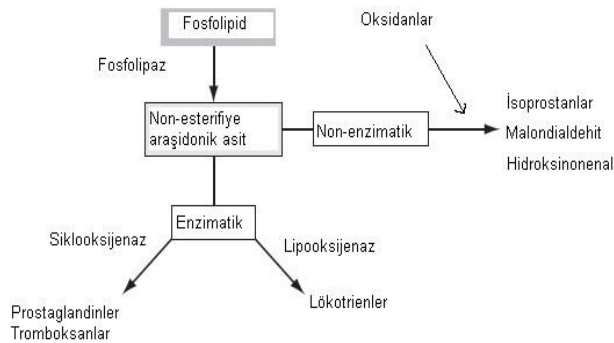 Fosfolipid
Oksidanlar
Fosfolipaz
Non-esterifiye
araşidonik asit
Non-enzimatik
İsoprostanlar
Malondialdehit
Hidroksinonenal
Enzimatik
Siklooksijenaz
Lipooksijenaz
Prostaglandinler
Tromboksanlar
Lökotrienler